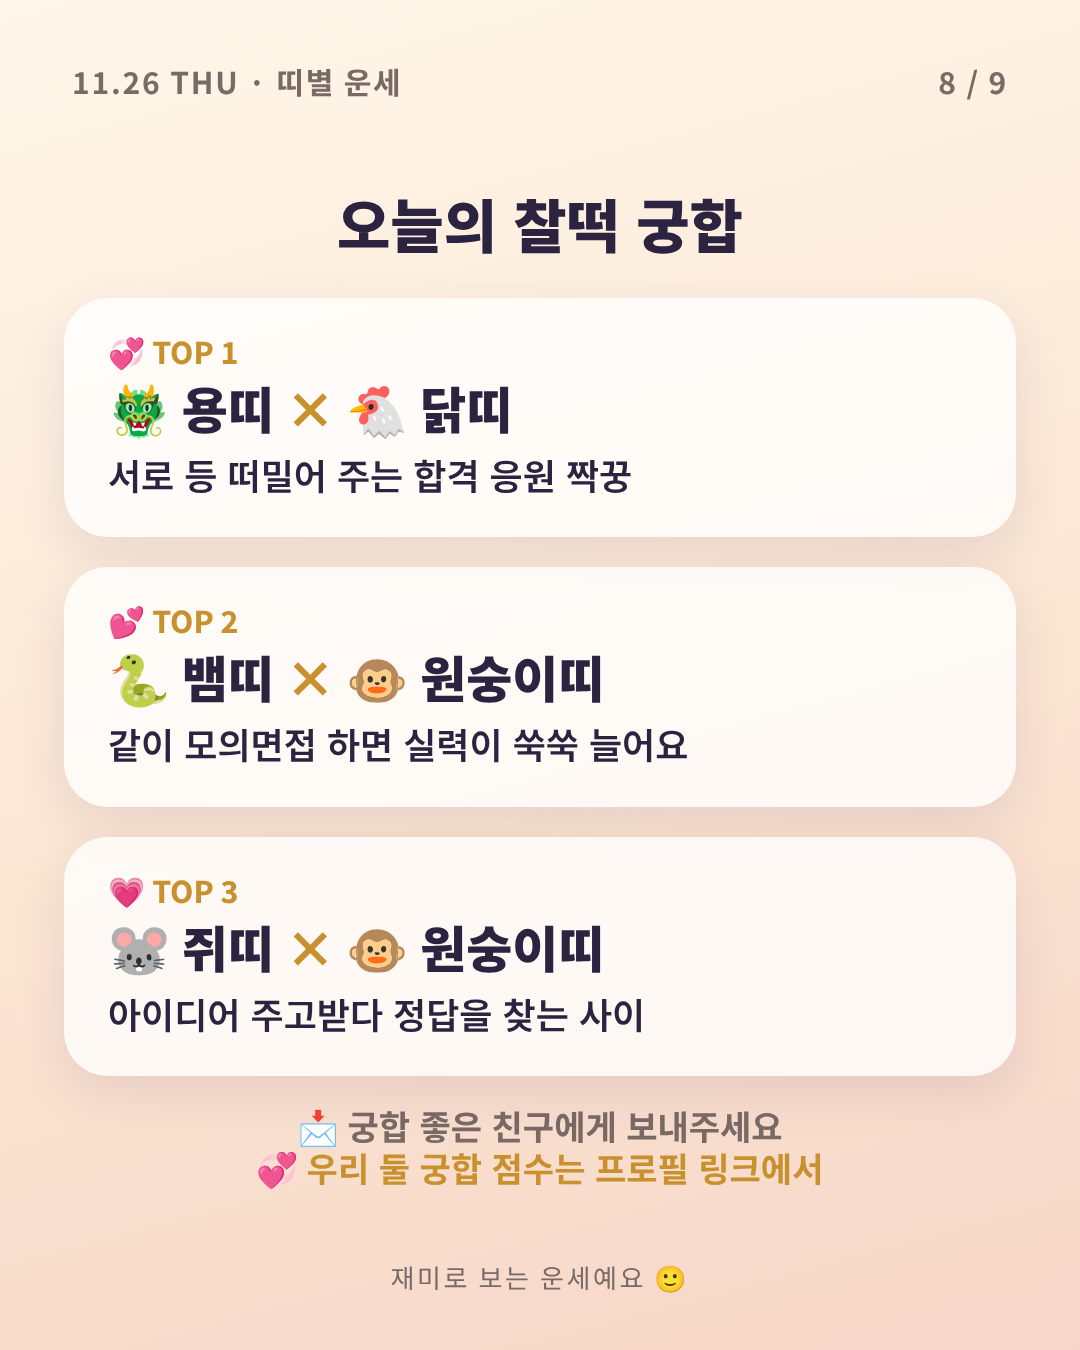 11.26 THU · 띠별 운세
8 / 9
오늘의 찰떡 궁합
💞 TOP 1
🐲 용띠 × 🐔 닭띠
서로 등 떠밀어 주는 합격 응원 짝꿍
💕 TOP 2
🐍 뱀띠 × 🐵 원숭이띠
같이 모의면접 하면 실력이 쑥쑥 늘어요
💗 TOP 3
🐭 쥐띠 × 🐵 원숭이띠
아이디어 주고받다 정답을 찾는 사이
📩 궁합 좋은 친구에게 보내주세요
💞 우리 둘 궁합 점수는 프로필 링크에서
재미로 보는 운세예요 🙂